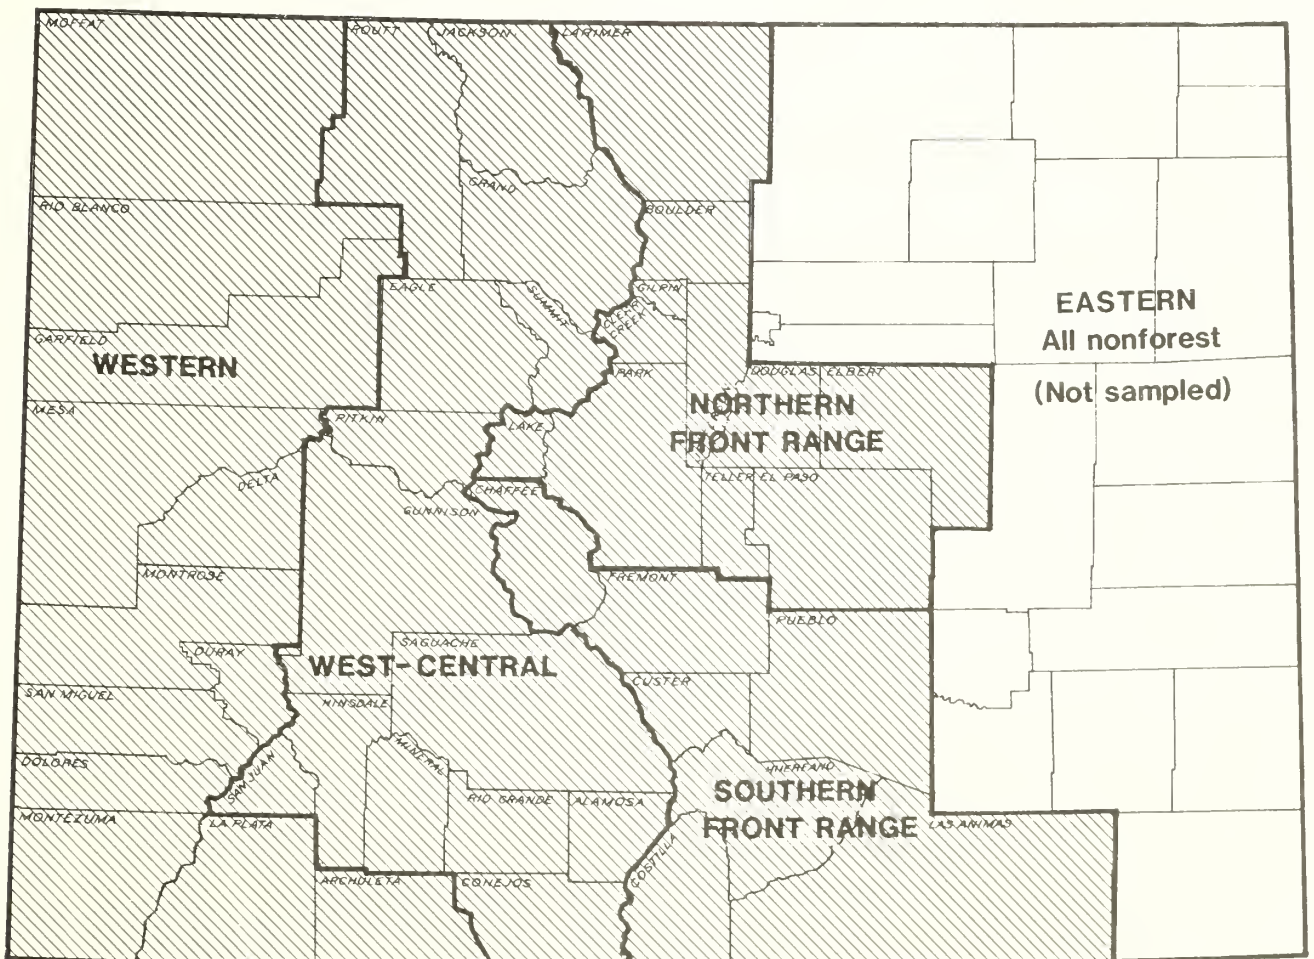 MOFFAT
ROUTT
JACKSON
LARIMER
GRAND
RIO BLANCO
BOULDER
EAGLE
SUMMIT
GILPIN
CLEAR
CREEK
EASTERN
All nonforest
(Not sampled)
GARFIELD
WESTERN
PARK
DOUGLAS
ELBERT
MESA
PITKIN
LAKE
NORTHERN
FRONT RANGE
DELTA
GUNNISON
CHAFFEE
TELLER
EL PASO
MONTROSE
FREMONT
PUEBLO
OURAY
SAGUACHE
WEST-CENTRAL
SAN MIGUEL
HINSDALE
CUSTER
DOLORES
SAN JUAN
MINERAL
RIO GRANDE
ALAMOSA
HUERFANO
SOUTHERN
FRONT RANGE
MONTEZUMA
LA PLATA
COSTILLA
LAS ANIMAS
ARCHULETA
CONEJOS